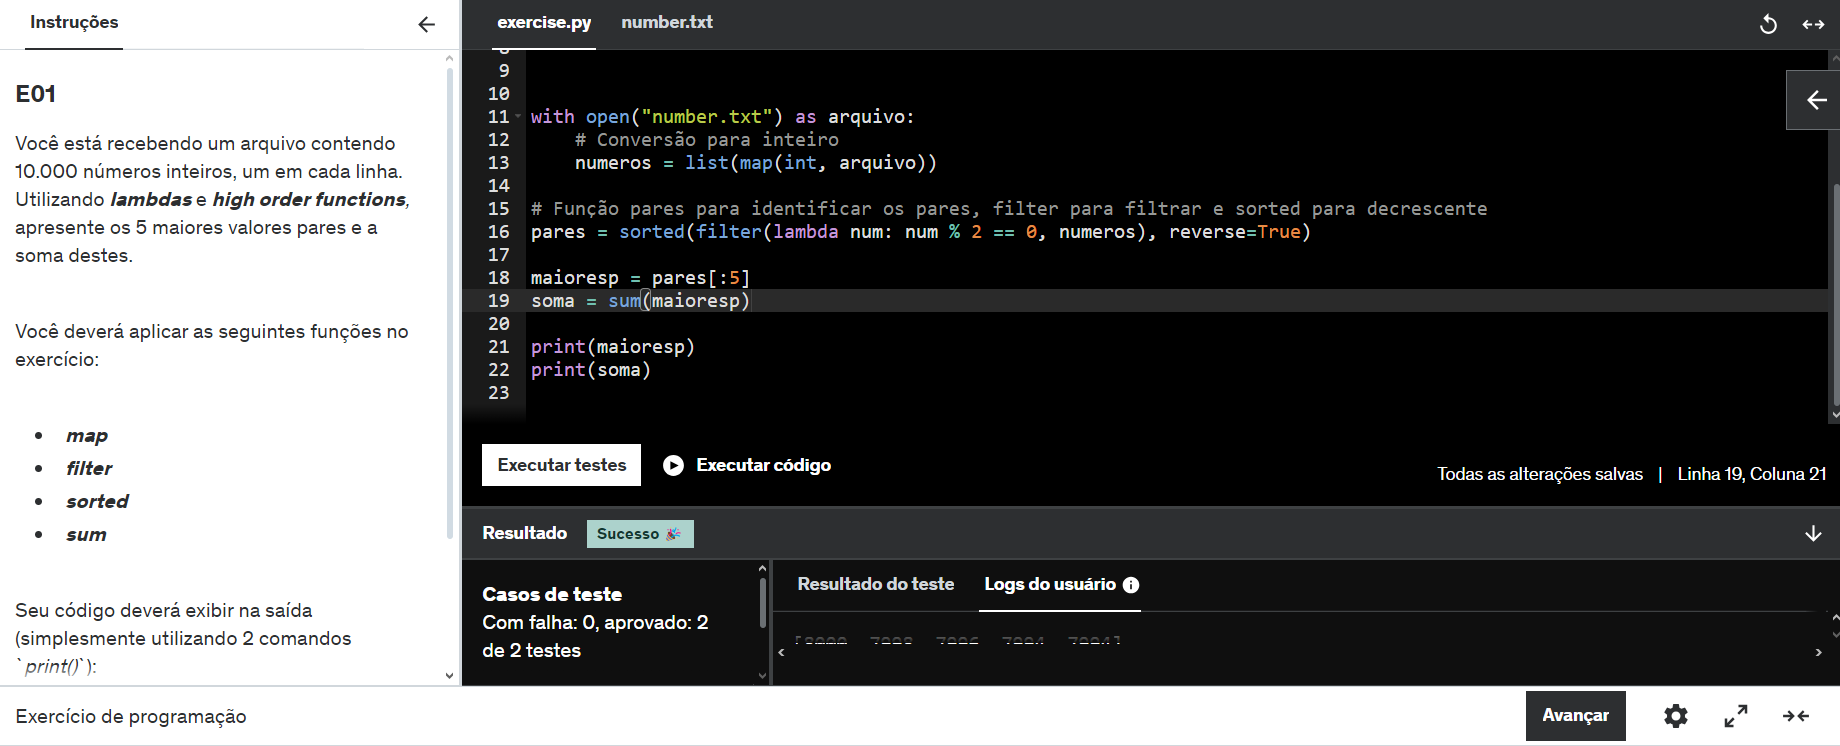 Instruções
E01
Você está recebendo um arquivo contendo
10.000 números inteiros, um em cada linha.
Utilizando lambdas e high order functions,
apresente os 5 maiores valores pares e a
soma destes.
Você deverá aplicar as seguintes funções no
exercício:
map
filter
sorted
sum
Seu código deverá exibir na saída
(simplesmente utilizando 2 comandos
`print()`):
exercise.py number.txt
9
10
11 with open("number.txt") as arquivo:
12 # Conversão para inteiro
13 numeros = list(map(int, arquivo))
14
15 # Função pares para identificar os pares, filter para filtrar e sorted para decrescente
16 pares = sorted(filter(lambda num: num % 2 == 0, numeros), reverse=True)
17
18 maioresp = pares[:5]
19 soma = sum(maioresp)
20
21 print(maioresp)
22 print(soma)
23
Executar testes Executar código
Todas as alterações salvas | Linha 19, Coluna 21
Resultado Sucesso 🎉
Casos de teste
Com falha: 0, aprovado: 2
de 2 testes
Resultado do teste Logs do usuário
Exercício de programação
Avançar